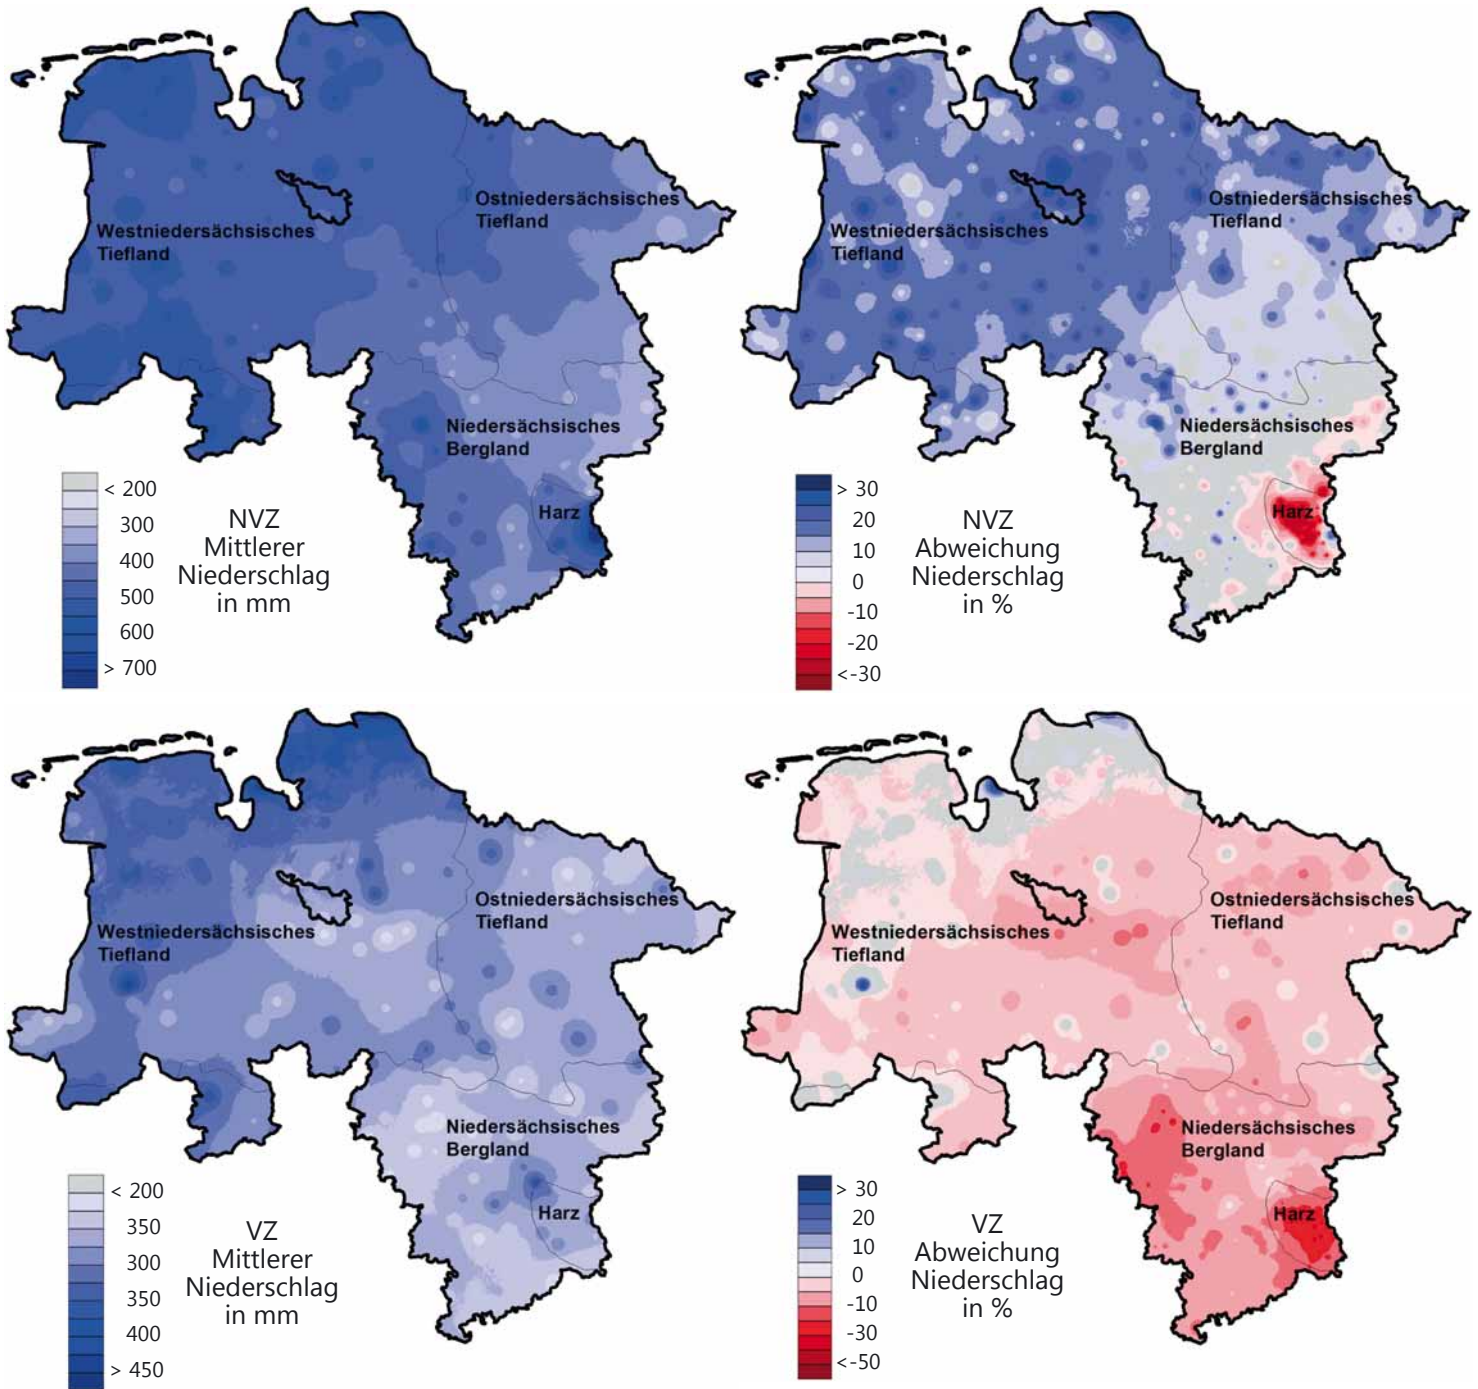 Ostniedersächsisches
Tiefland
Westniedersächsisches
Tiefland
Niedersächsisches
Bergland
Harz
< 200
300
400
500
600
> 700
NVZ
Mittlerer
Niederschlag
in mm
Ostniedersächsisches
Tiefland
Westniedersächsisches
Tiefland
Niedersächsisches
Bergland
Harz
> 30
20
10
0
-10
-20
<-30
NVZ
Abweichung
Niederschlag
in %
Ostniedersächsisches
Tiefland
Westniedersächsisches
Tiefland
Niedersächsisches
Bergland
Harz
< 200
350
300
350
400
> 450
VZ
Mittlerer
Niederschlag
in mm
Ostniedersächsisches
Tiefland
Westniedersächsisches
Tiefland
Niedersächsisches
Bergland
Harz
> 30
20
10
0
-10
-30
<-50
VZ
Abweichung
Niederschlag
in %